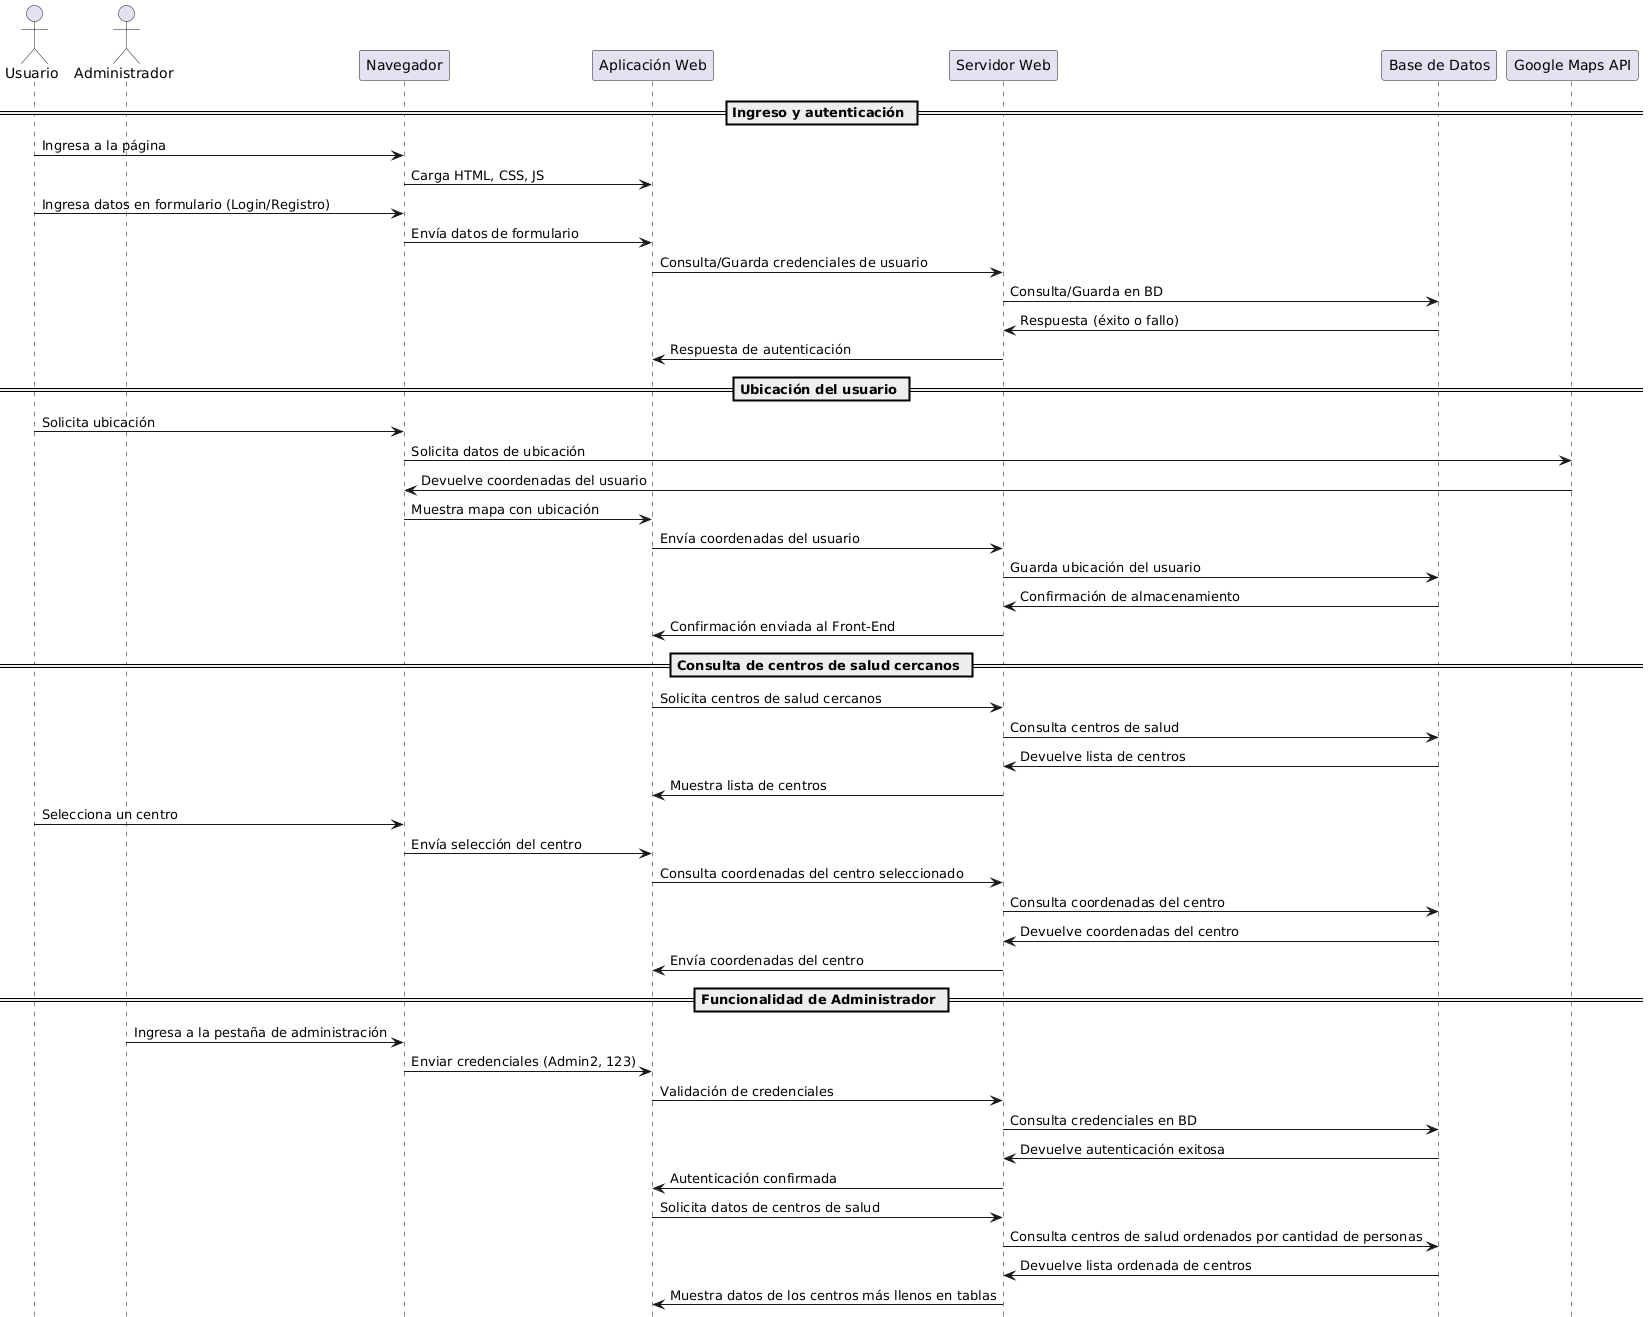 Usuario
Administrador
Navegador
Aplicación Web
Servidor Web
Base de Datos
Google Maps API
Ingreso y autenticación
Ingresa a la página
Carga HTML, CSS, JS
Ingresa datos en formulario (Login/Registro)
Envía datos de formulario
Consulta/Guarda credenciales de usuario
Consulta/Guarda en BD
Respuesta (éxito o fallo)
Respuesta de autenticación
Ubicación del usuario
Solicita ubicación
Solicita datos de ubicación
Devuelve coordenadas del usuario
Muestra mapa con ubicación
Envía coordenadas del usuario
Guarda ubicación del usuario
Confirmación de almacenamiento
Confirmación enviada al Front-End
Consulta de centros de salud cercanos
Solicita centros de salud cercanos
Consulta centros de salud
Devuelve lista de centros
Muestra lista de centros
Selecciona un centro
Envía selección del centro
Consulta coordenadas del centro seleccionado
Consulta coordenadas del centro
Devuelve coordenadas del centro
Envía coordenadas del centro
Funcionalidad de Administrador
Ingresa a la pestaña de administración
Enviar credenciales (Admin2, 123)
Validación de credenciales
Consulta credenciales en BD
Devuelve autenticación exitosa
Autenticación confirmada
Solicita datos de centros de salud
Consulta centros de salud ordenados por cantidad de personas
Devuelve lista ordenada de centros
Muestra datos de los centros más llenos en tablas